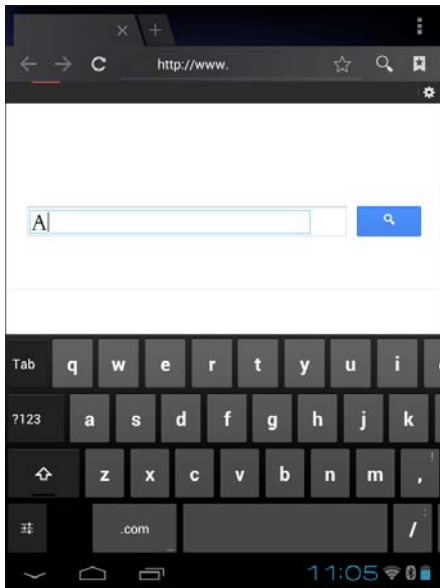 http://www.
A
Tab q w e r t y u i
?123 a s d f g h j k
z x c v b n m , !
.com / :
11:05